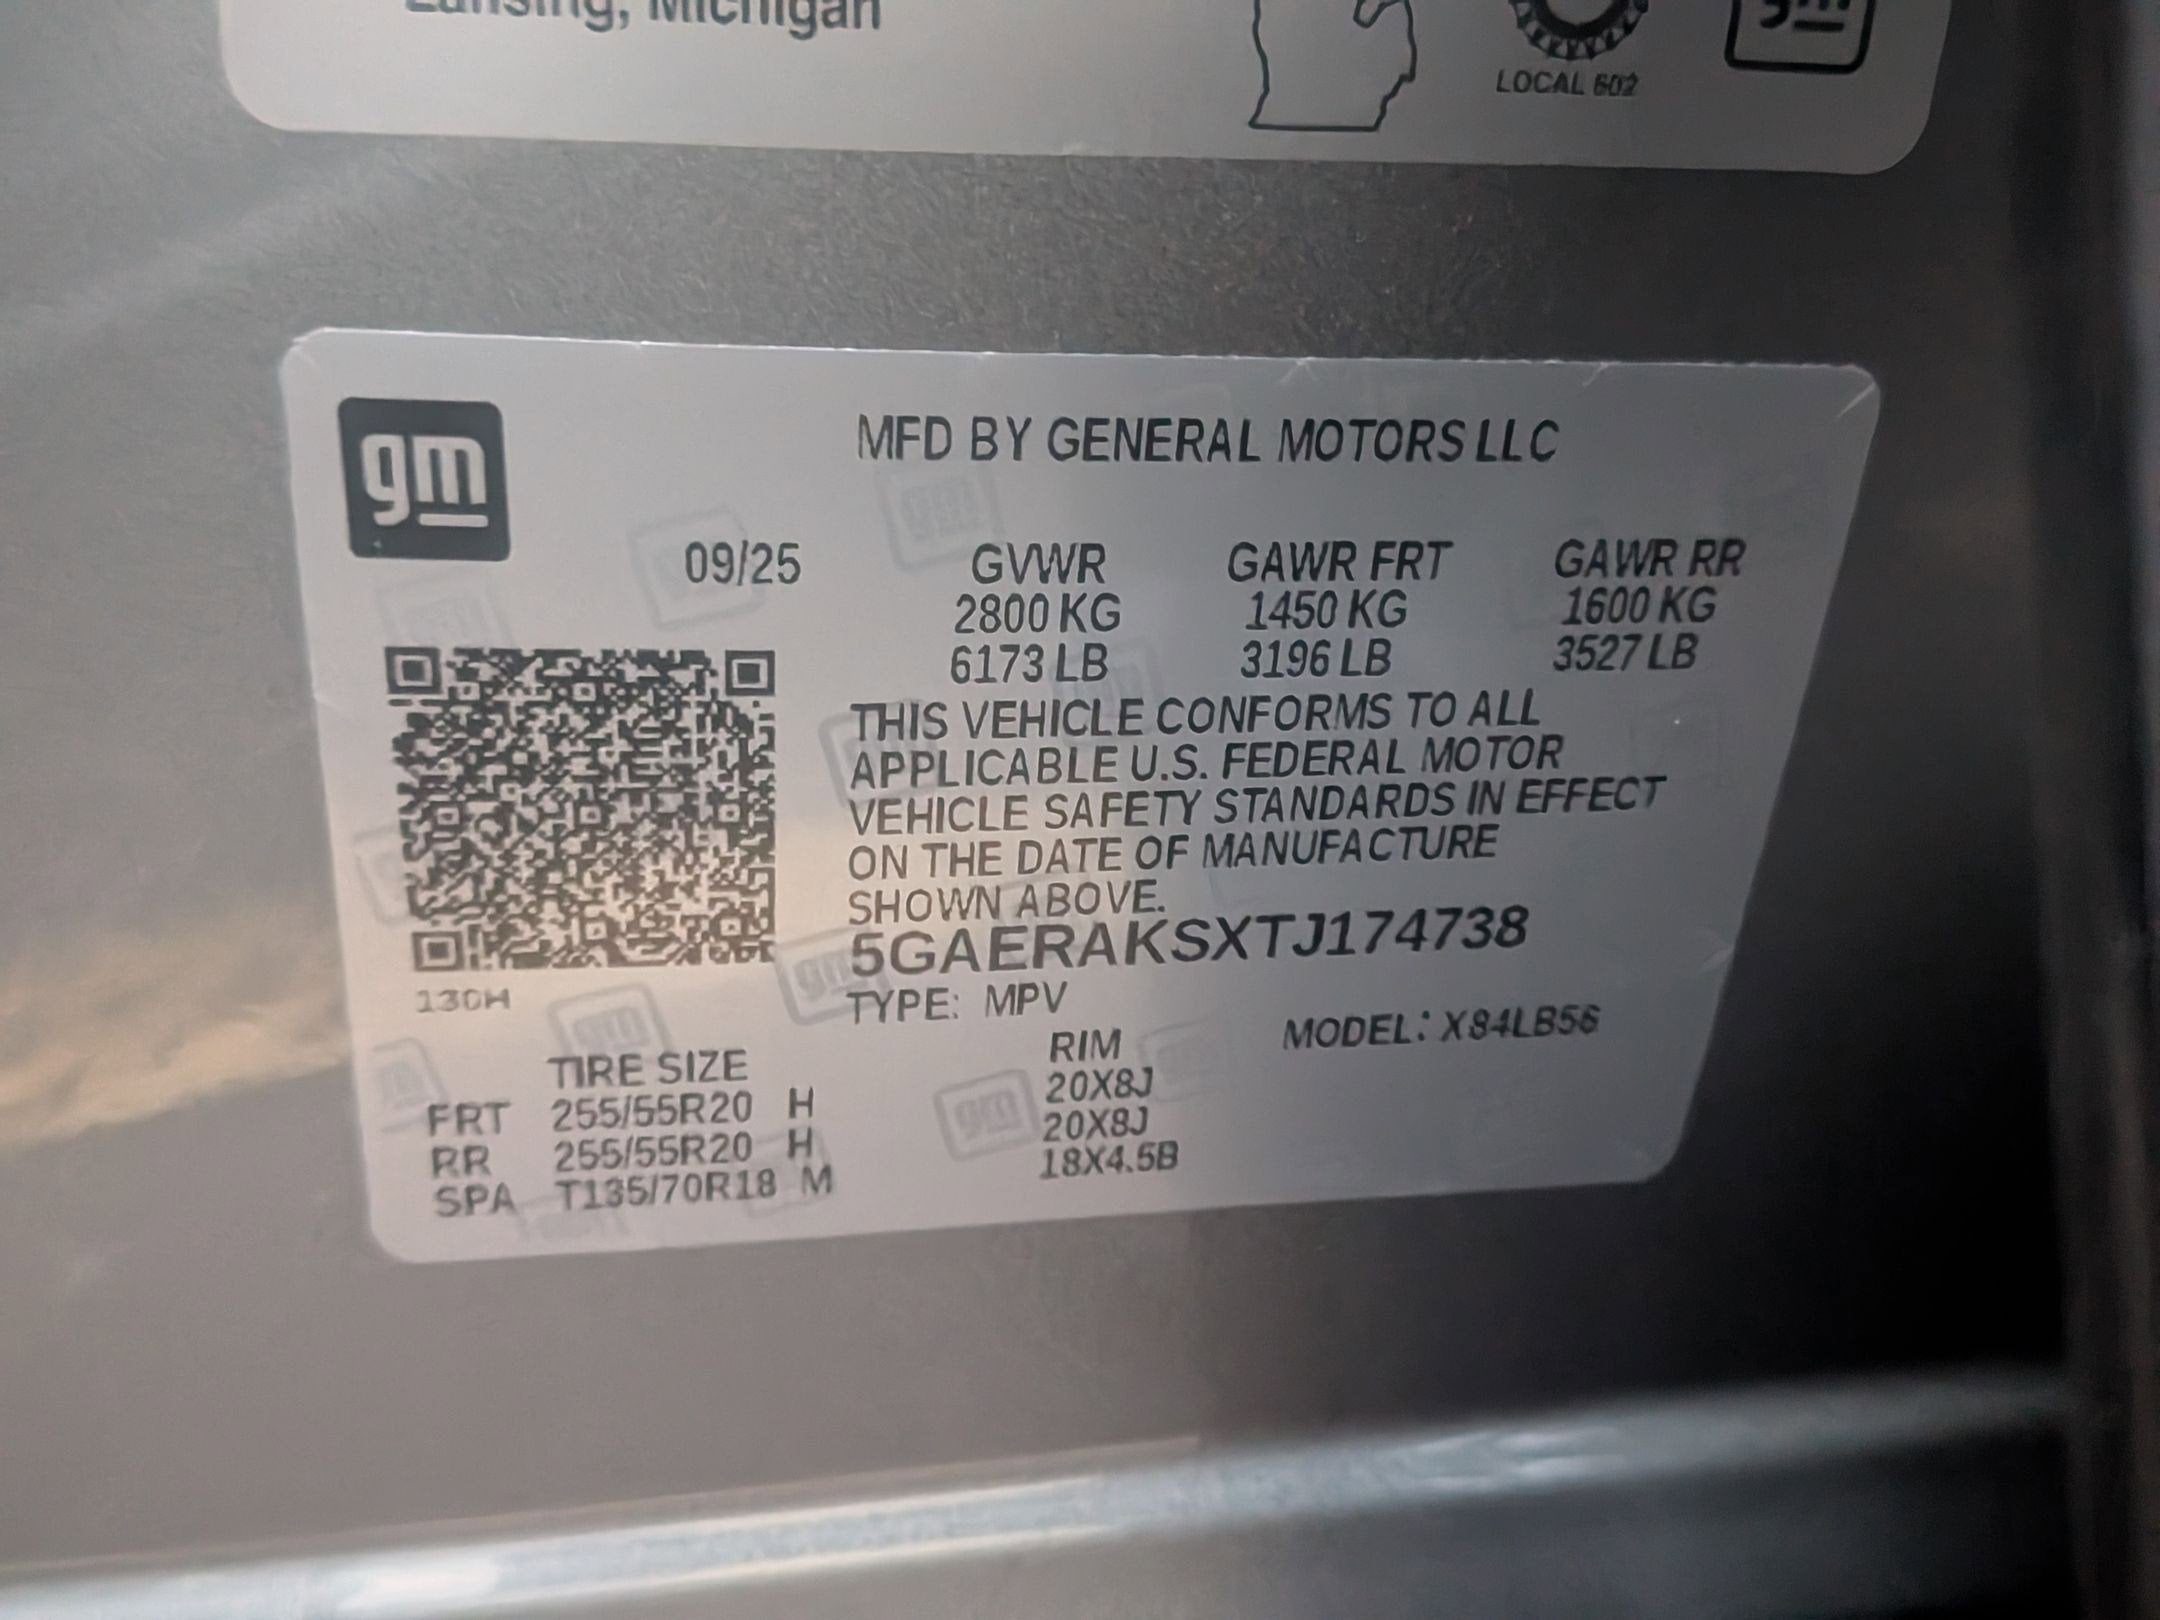 Lansing, Michigan
LOCAL 602
gm
gm
MFD BY GENERAL MOTORS LLC
09/25 GVWR GAWR FRT GAWR RR
2800 KG 1450 KG 1600 KG
6173 LB 3196 LB 3527 LB
THIS VEHICLE CONFORMS TO ALL
APPLICABLE U.S. FEDERAL MOTOR
VEHICLE SAFETY STANDARDS IN EFFECT
ON THE DATE OF MANUFACTURE
SHOWN ABOVE.
5GAERAKSXTJ174738
130H
TYPE: MPV
MODEL: X84LB56
TIRE SIZE RIM
FRT 255/55R20 H 20X8J
RR 255/55R20 H 20X8J
SPA T135/70R18 M 18X4.5B